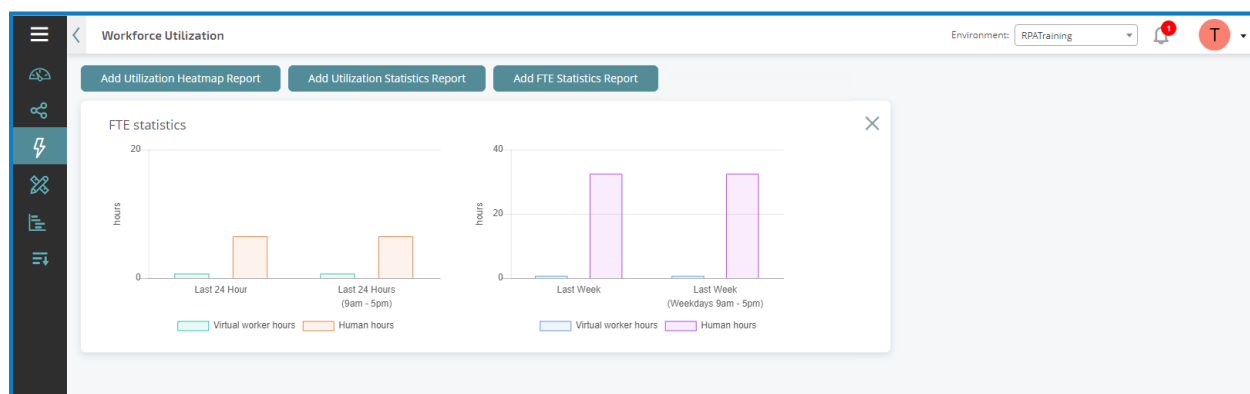 Workforce Utilization
Environment: RPATraining
1
T
Add Utilization Heatmap Report
Add Utilization Statistics Report
Add FTE Statistics Report
FTE statistics
20
hours
0
Last 24 Hour
Last 24 Hours
(9am - 5pm)
Virtual worker hours
Human hours
40
hours
20
0
Last Week
Last Week
(Weekdays 9am - 5pm)
Virtual worker hours
Human hours